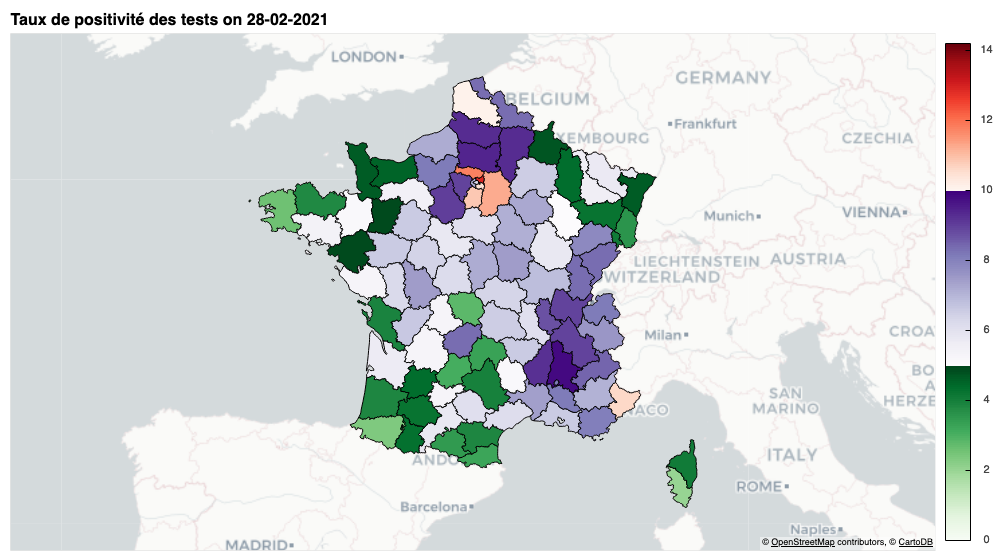 Taux de positivité des tests on 28-02-2021
LONDON
GERMANY
BELGIUM
Frankfurt
XEMBOURG
CZECHIA
Munich
VIENNA
LIECHTENSTEIN
AUSTRIA
WITZERLAND
Milan
CROA
BO
A
HERZE
SAN
MARINO
ACO
ITALY
ANDO
ROME
Barcelona
Naples
MADRID
14
12
10
8
6
4
2
0
© OpenStreetMap contributors, © CartoDB